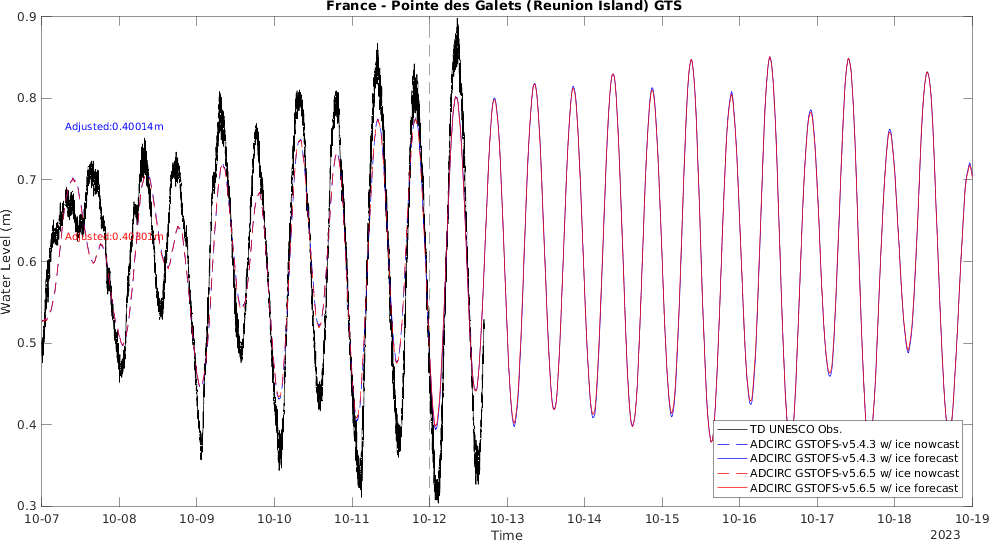 France - Pointe des Galets (Reunion Island) GTS
0.9
0.8
0.7
0.6
0.5
0.4
0.3
Water Level (m)
Adjusted:0.40014m
Adjusted:0.40301m
TD UNESCO Obs.
ADCIRC GSTOFS-v5.4.3 w/ ice nowcast
ADCIRC GSTOFS-v5.4.3 w/ ice forecast
ADCIRC GSTOFS-v5.6.5 w/ ice nowcast
ADCIRC GSTOFS-v5.6.5 w/ ice forecast
10-07 10-08 10-09 10-10 10-11 10-12 10-13 10-14 10-15 10-16 10-17 10-18 10-19
Time
2023